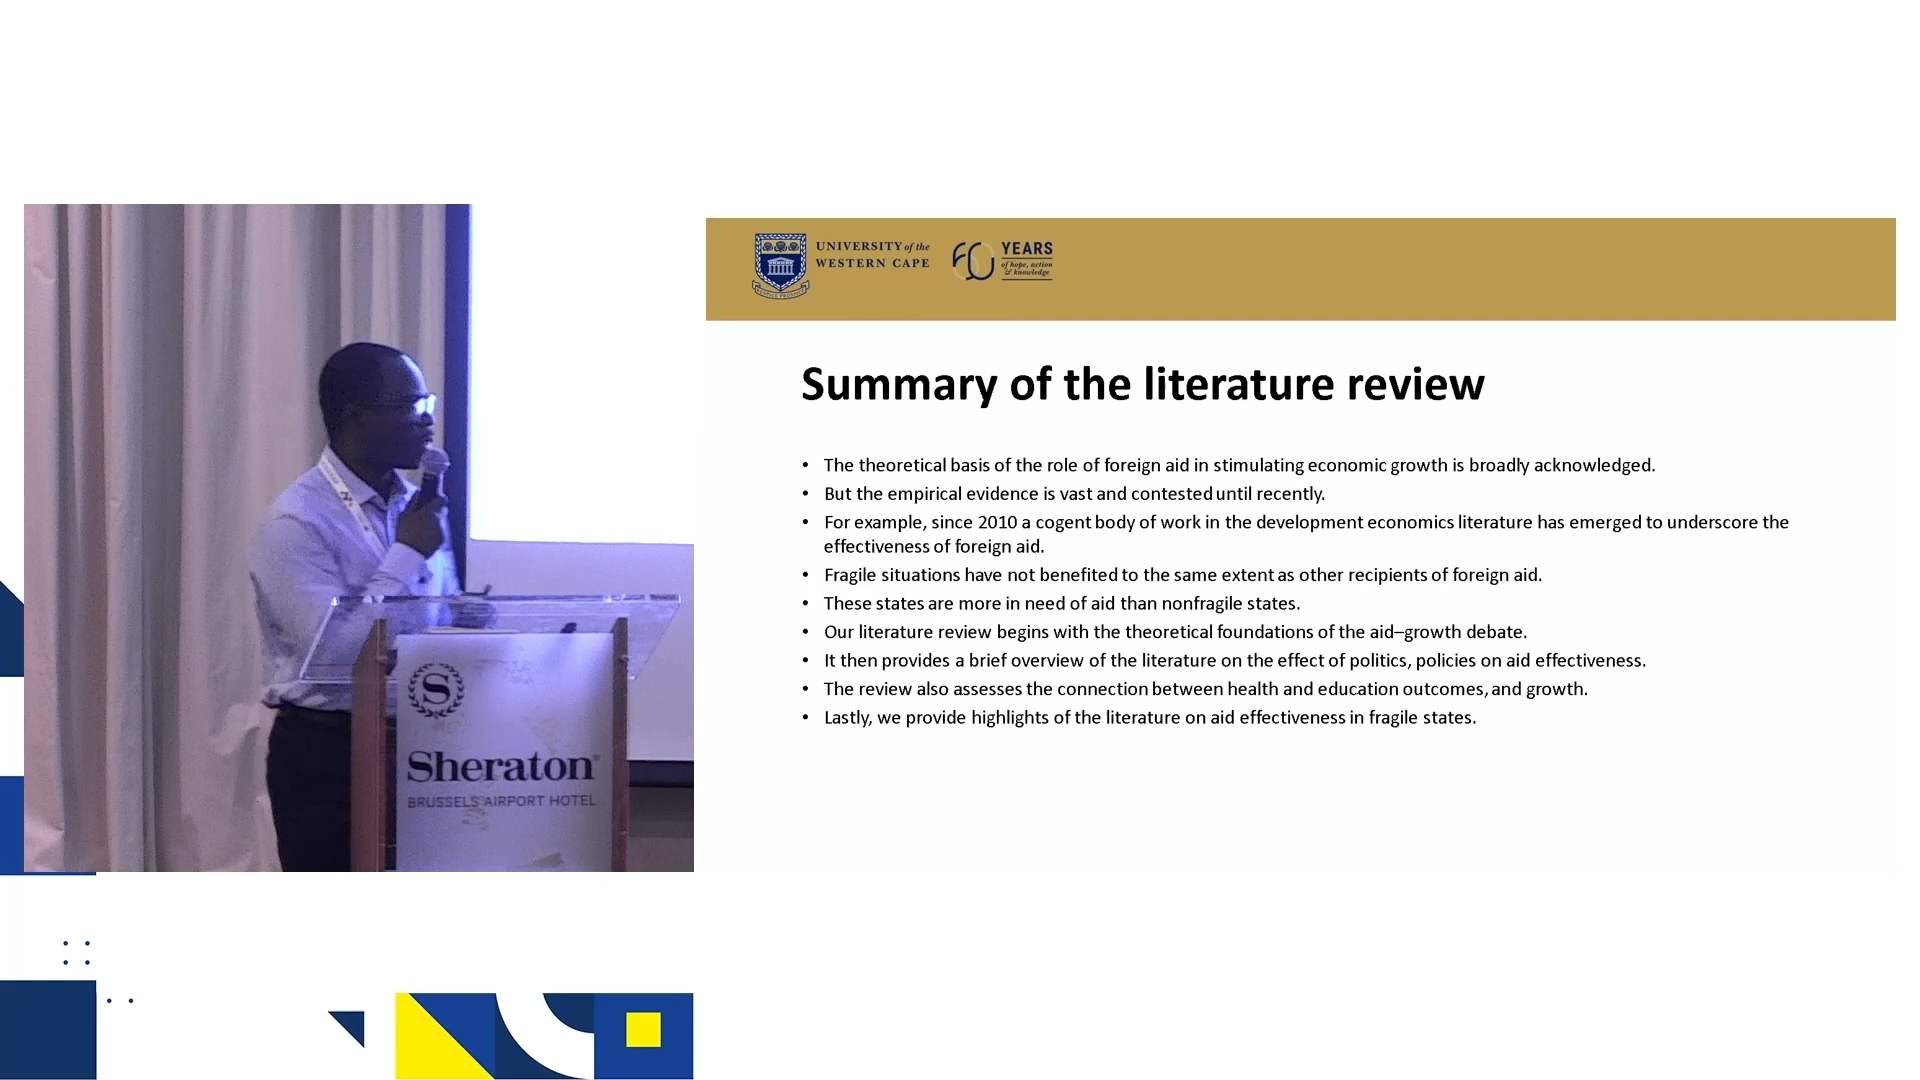 UNIVERSITY of the
WESTERN CAPE
60 YEARS
of hope, action
& knowledge
Summary of the literature review
• The theoretical basis of the role of foreign aid in stimulating economic growth is broadly acknowledged.
• But the empirical evidence is vast and contested until recently.
• For example, since 2010 a cogent body of work in the development economics literature has emerged to underscore the
effectiveness of foreign aid.
• Fragile situations have not benefited to the same extent as other recipients of foreign aid.
• These states are more in need of aid than nonfragile states.
• Our literature review begins with the theoretical foundations of the aid–growth debate.
• It then provides a brief overview of the literature on the effect of politics, policies on aid effectiveness.
• The review also assesses the connection between health and education outcomes, and growth.
• Lastly, we provide highlights of the literature on aid effectiveness in fragile states.
S
Sheraton
BRUSSELS AIRPORT HOTEL